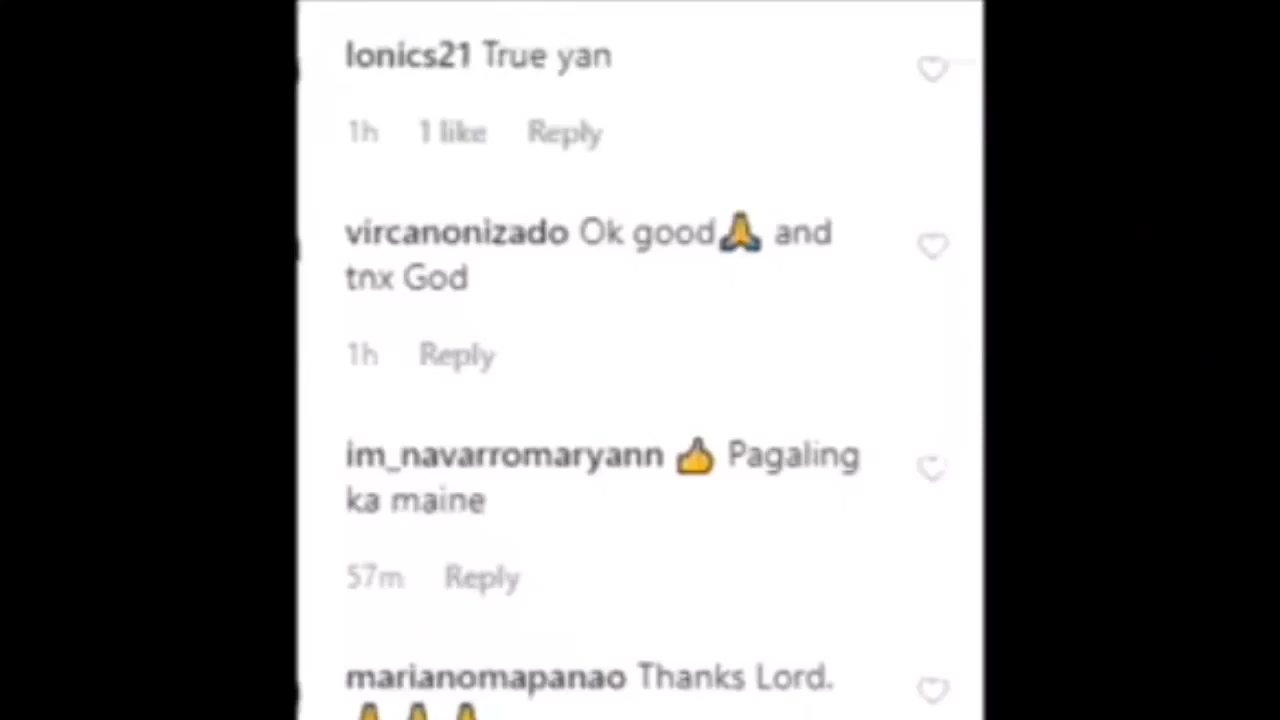 lonics21 True yan
1h 1 like Reply
vircanonizado Ok good🙏 and
tnx God
1h Reply
im_navarromaryann 👍 Pagaling
ka maine
57m Reply
marianomapanao Thanks Lord.
🙏🙏🙏